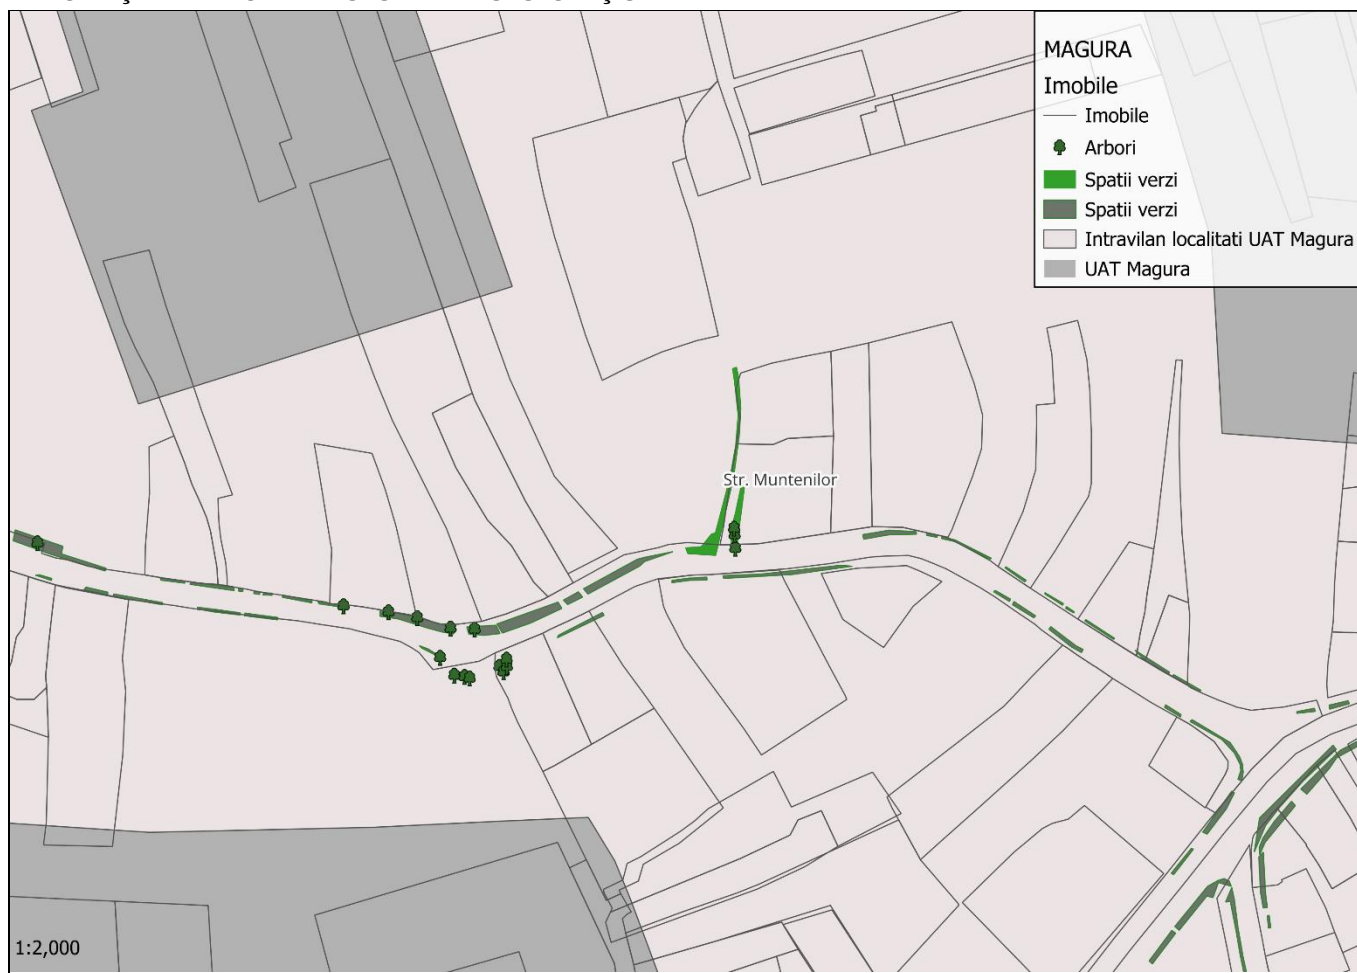 MAGURA
Imobile
Imobile
Arbori
Spatii verzi
Spatii verzi
Intravilan localitati UAT Magura
UAT Magura
Str. Muntenilor
1:2,000